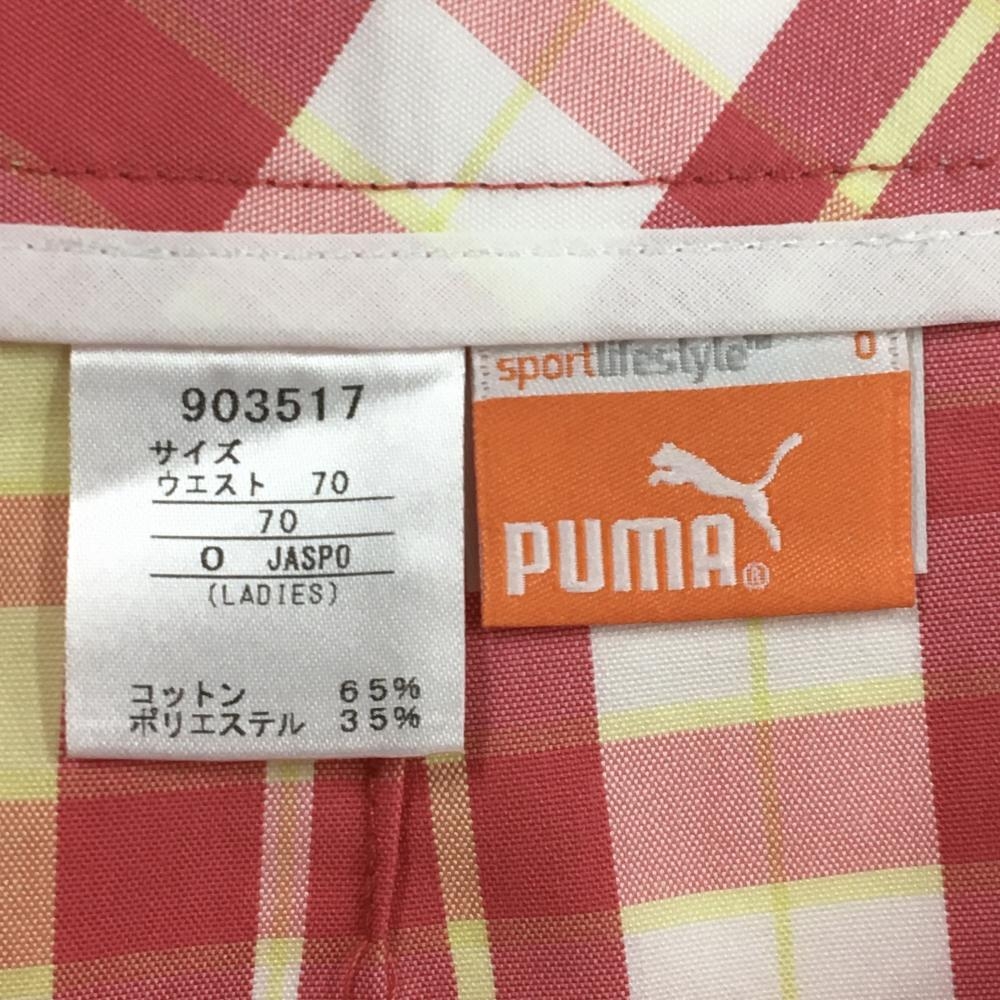 903517
サイズ
ウエスト 70
70
O JASPO
(LADIES)
コットン 65%
ポリエステル 35%
sportlifestyle™ O
PUMA®